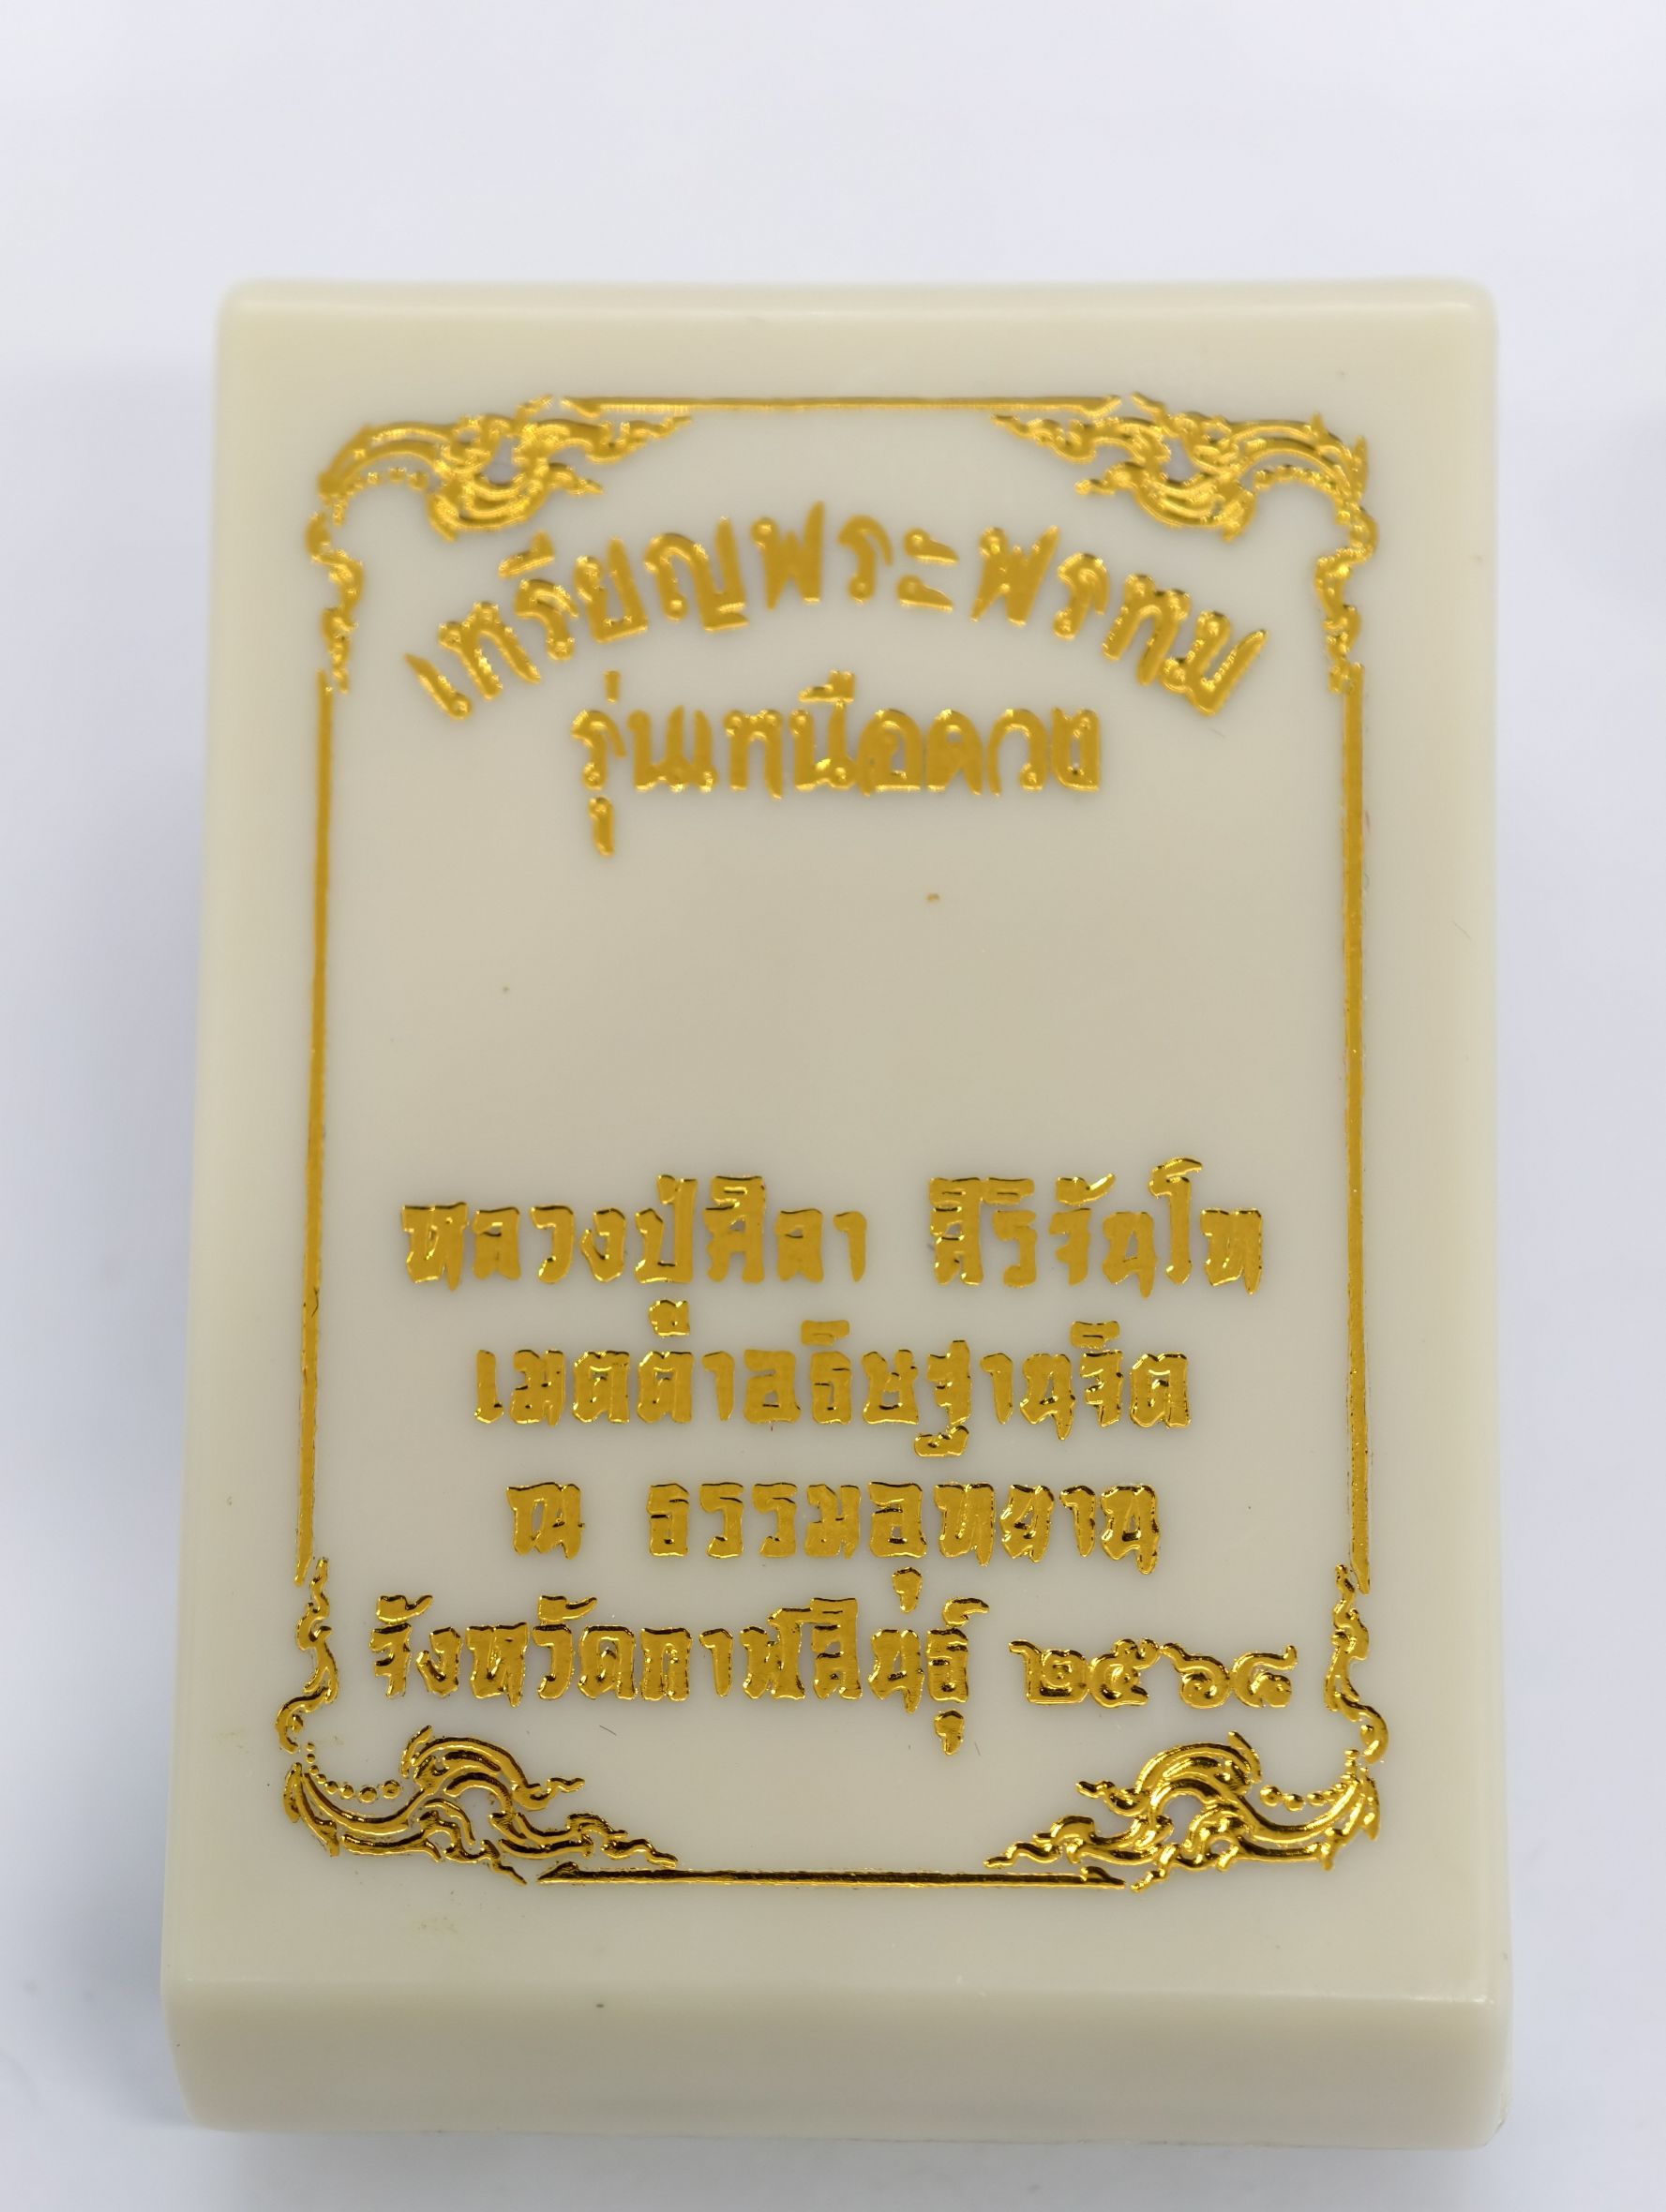 เหรียญพระพรหม
รุ่นเหนือดวง
หลวงปู่ศิลา สิริจันโท
เมตต๋าอธิษฐานจิต
ณ ธรรมอุทยาน
จังหวัดกาฬสินธุ์ ๒๕๖๘